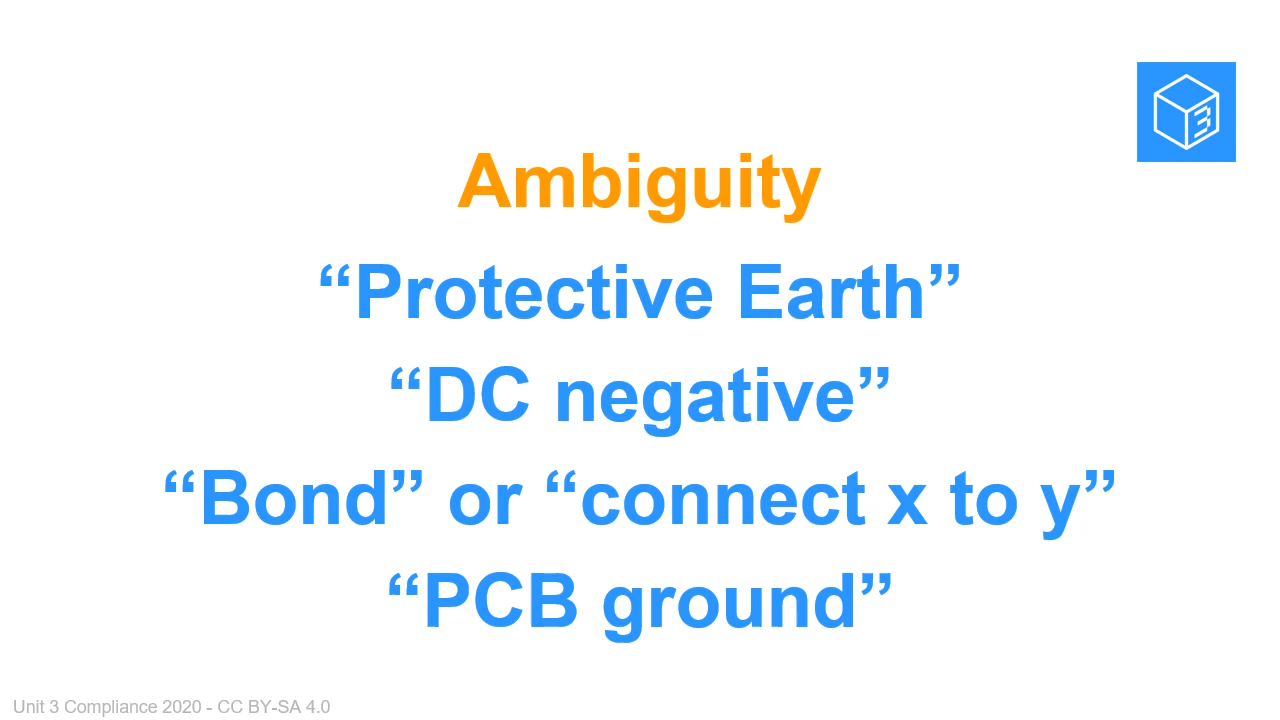 3
Ambiguity
“Protective Earth”
“DC negative”
“Bond” or “connect x to y”
“PCB ground”
Unit 3 Compliance 2020 - CC BY-SA 4.0